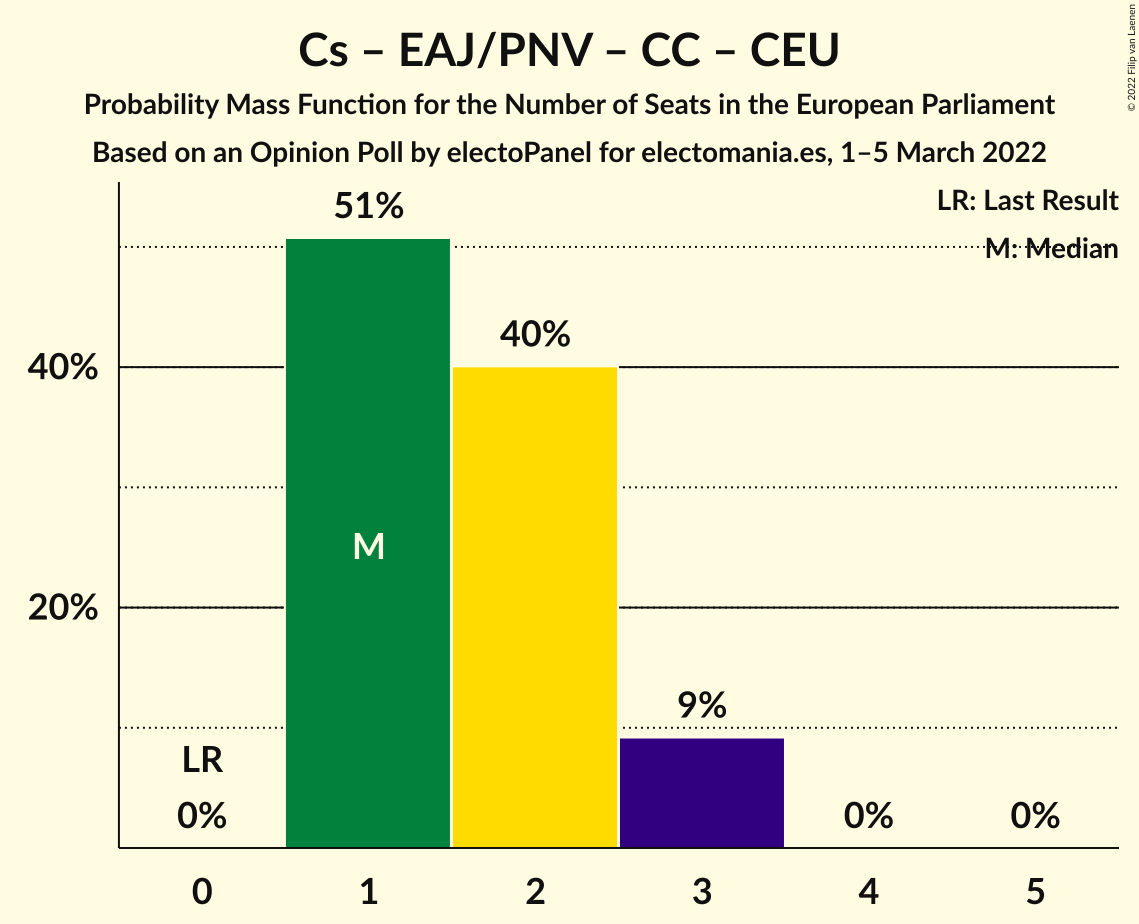 Cs – EAJ/PNV – CC – CEU
Probability Mass Function for the Number of Seats in the European Parliament
Based on an Opinion Poll by electoPanel for electomania.es, 1–5 March 2022
© 2022 Filip van Laenen
LR: Last Result
M: Median
51%
40%
40%
M
20%
9%
LR
0%
0%
0%
0
1
2
3
4
5